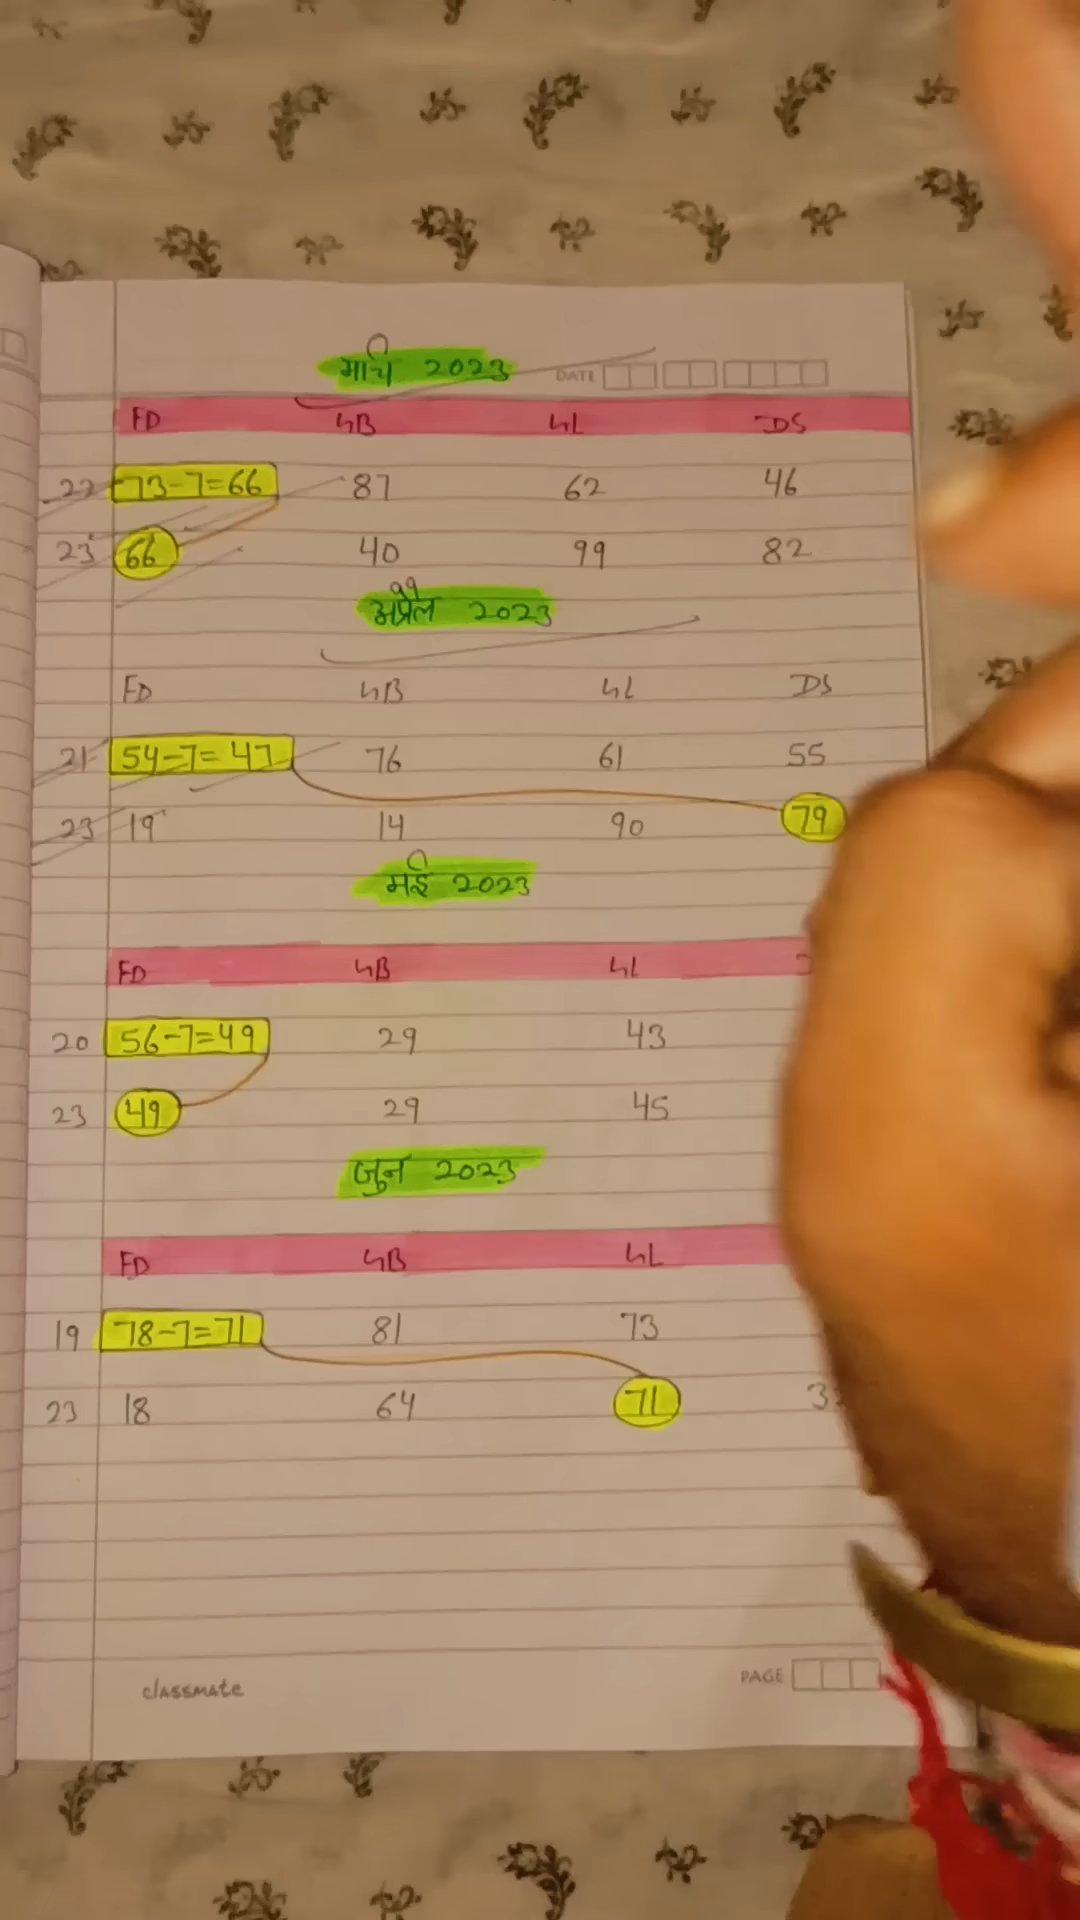 मार्च 2023
DATE
FD GB GL DS
22 73-7=66 87 62 46
23 66 40 99 82
अप्रैल 2023
FD GB GL DS
21 54-7=47 76 61 55
23 19 14 90 79
मई 2023
FD GB GL
20 56-7=49 29 43
23 49 29 45
जुन 2023
FD GB GL
19 78-7=71 81 73
23 18 64 71
classmate PAGE